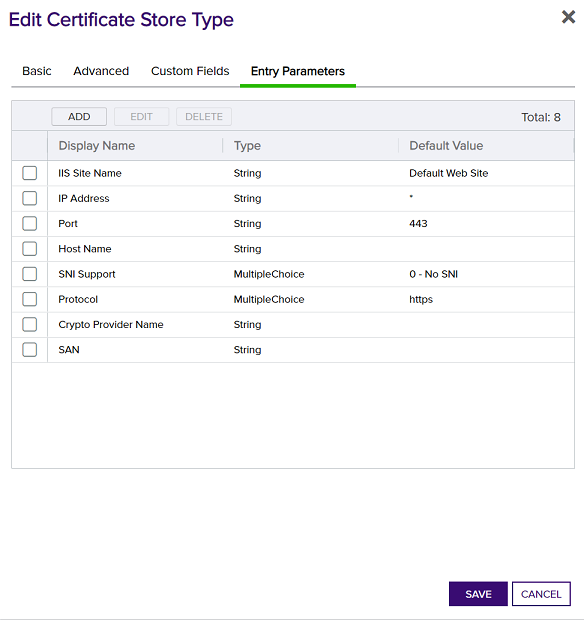 Edit Certificate Store Type
Basic Advanced Custom Fields Entry Parameters
ADD EDIT DELETE Total: 8
Display Name Type Default Value
IIS Site Name String Default Web Site
IP Address String *
Port String 443
Host Name String
SNI Support MultipleChoice 0 - No SNI
Protocol MultipleChoice https
Crypto Provider Name String
SAN String
SAVE CANCEL